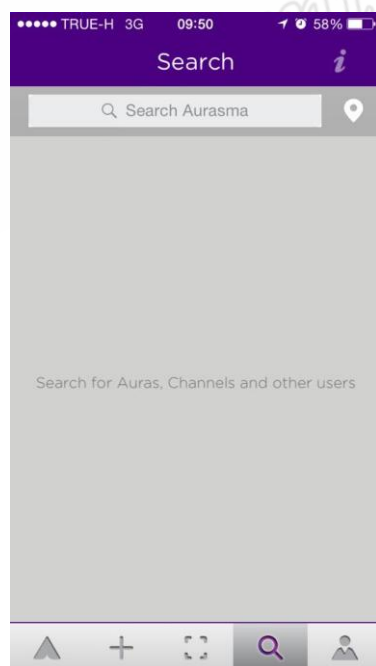 TRUE-H 3G 09:50 58%
Search i
Search Aurasma
Search for Auras, Channels and other users